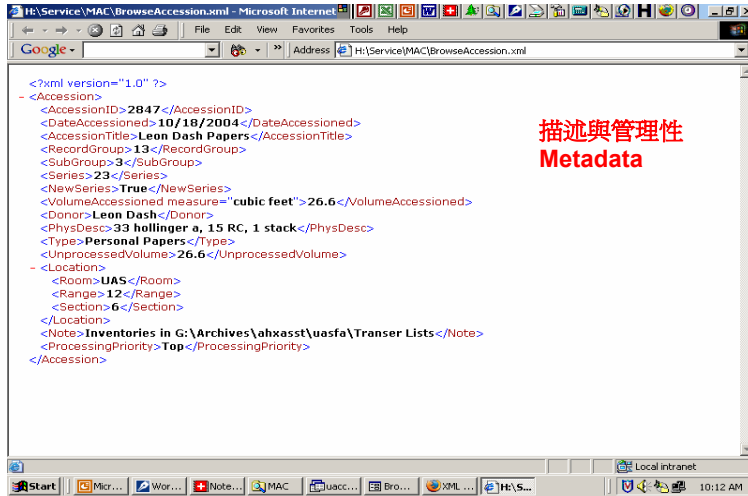 H:\Service\MAC\BrowseAccession.xml - Microsoft Internet
File Edit View Favorites Tools Help
Google - Address H:\Service\MAC\BrowseAccession.xml
<?xml version="1.0" ?>
- <Accession>
<AccessionID>2847</AccessionID>
<DateAccessioned>10/18/2004</DateAccessioned>
<AccessionTitle>Leon Dash Papers</AccessionTitle>
<RecordGroup>13</RecordGroup>
<SubGroup>3</SubGroup>
<Series>23</Series>
<NewSeries>True</NewSeries>
<VolumeAccessioned measure="cubic feet">26.6</VolumeAccessioned>
<Donor>Leon Dash</Donor>
<PhysDesc>33 hollinger a, 15 RC, 1 stack</PhysDesc>
<Type>Personal Papers</Type>
<UnprocessedVolume>26.6</UnprocessedVolume>
- <Location>
<Room>UAS</Room>
<Range>12</Range>
<Section>6</Section>
</Location>
<Note>Inventories in G:\Archives\ahxasst\uasfa\Transer Lists</Note>
<ProcessingPriority>Top</ProcessingPriority>
</Accession>
描述與管理性
Metadata
Local intranet
Start Micr... Wor... Note... MAC uacc... Bro... XML ... H:\S... 10:12 AM